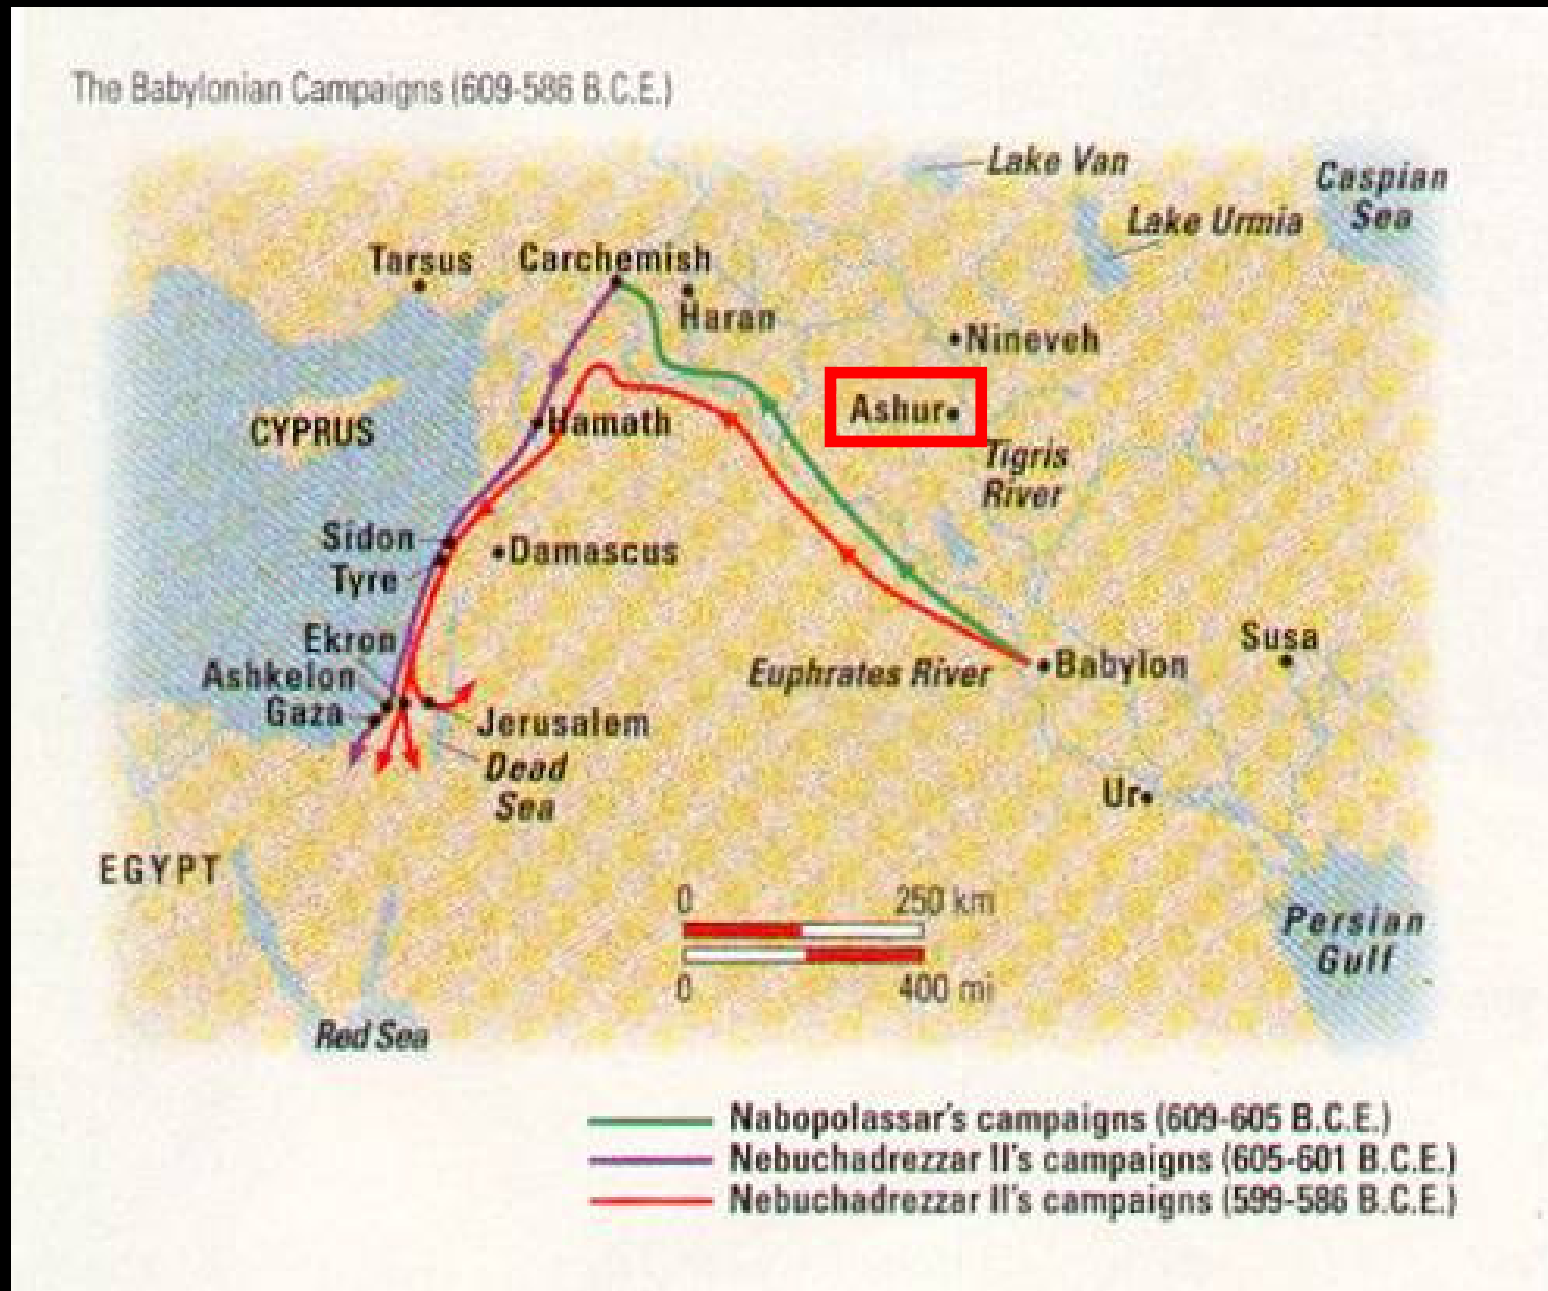 The Babylonian Campaigns (609-586 B.C.E.)
Lake Van
Caspian
Sea
Lake Urmia
Tarsus
Carchemish
Haran
Nineveh
Ashur
CYPRUS
Hamath
Tigris
River
Sidon
Damascus
Tyre
Ekron
Susa
Ashkelon
Euphrates River
Babylon
Gaza
Jerusalem
Dead
Sea
Ur
EGYPT
0
250 km
Persian
Gulf
0
400 mi
Red Sea
Nabopolassar's campaigns (609-605 B.C.E.)
Nebuchadrezzar II's campaigns (605-601 B.C.E.)
Nebuchadrezzar II's campaigns (599-586 B.C.E.)